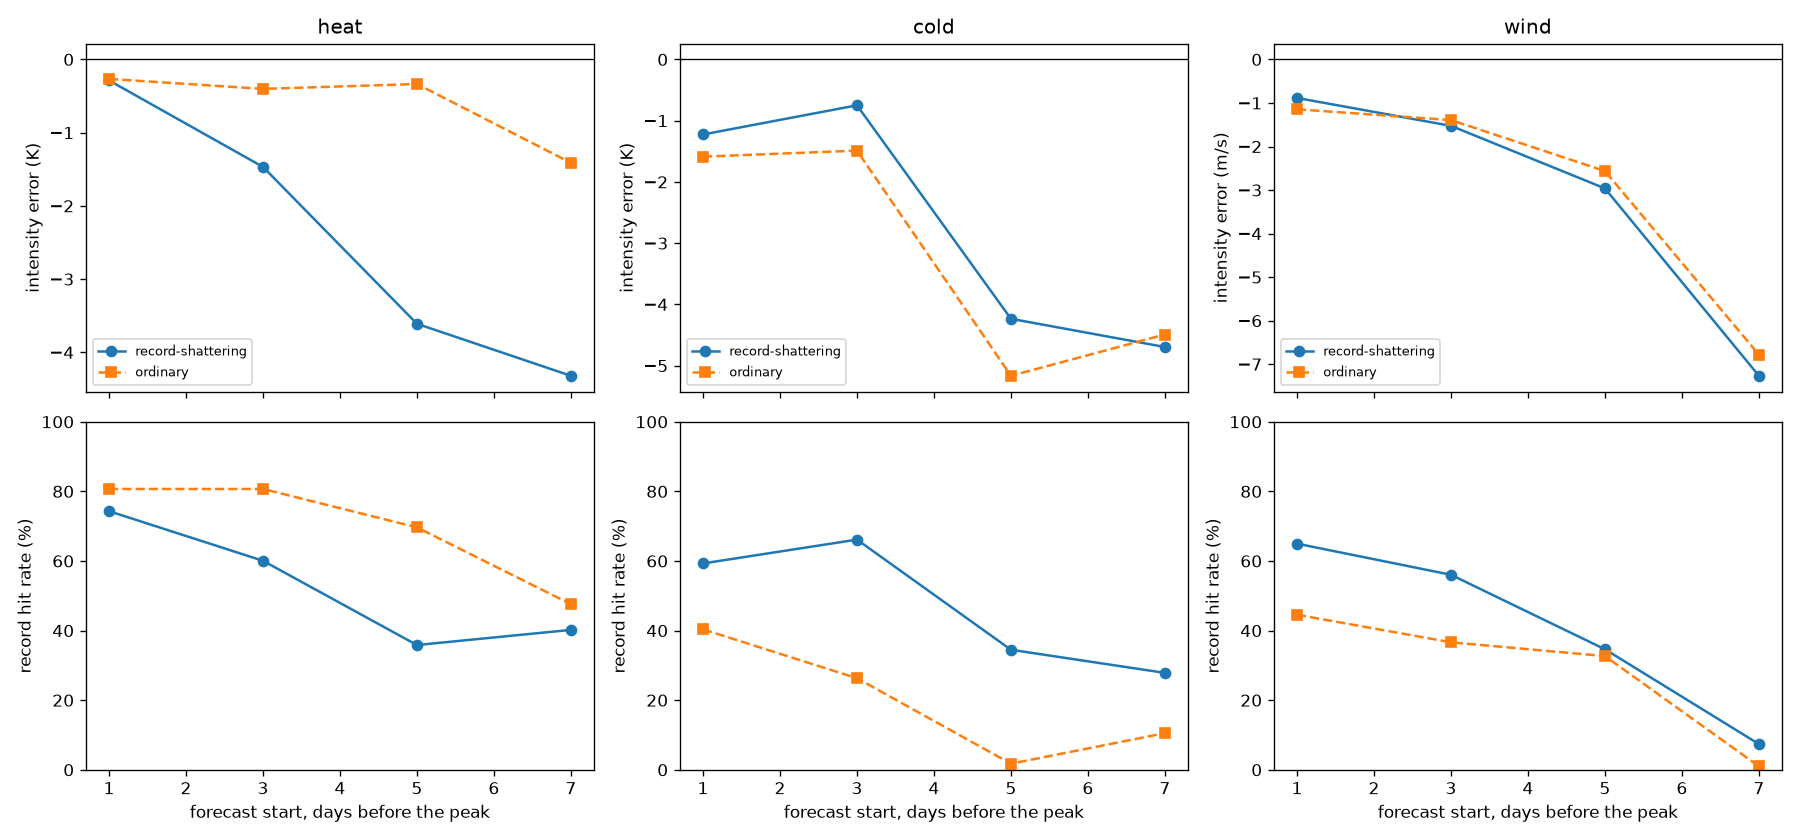 heat
cold
wind
0
−1
−2
−3
−4
intensity error (K)
record-shattering
ordinary
0
−1
−2
−3
−4
−5
intensity error (K)
record-shattering
ordinary
0
−1
−2
−3
−4
−5
−6
−7
intensity error (m/s)
record-shattering
ordinary
100
80
60
40
20
0
record hit rate (%)
1 2 3 4 5 6 7
forecast start, days before the peak
100
80
60
40
20
0
record hit rate (%)
1 2 3 4 5 6 7
forecast start, days before the peak
100
80
60
40
20
0
record hit rate (%)
1 2 3 4 5 6 7
forecast start, days before the peak